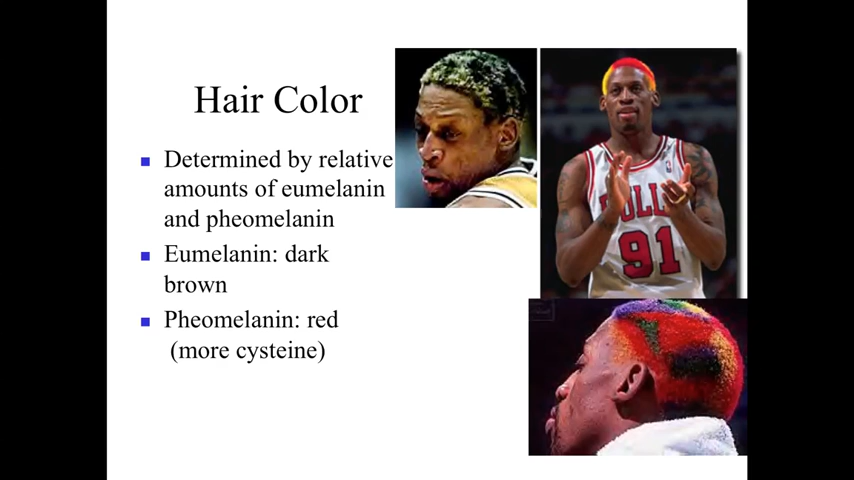 Hair Color
Determined by relative
amounts of eumelanin
and pheomelanin
Eumelanin: dark
brown
Pheomelanin: red
(more cysteine)
BULLS
91